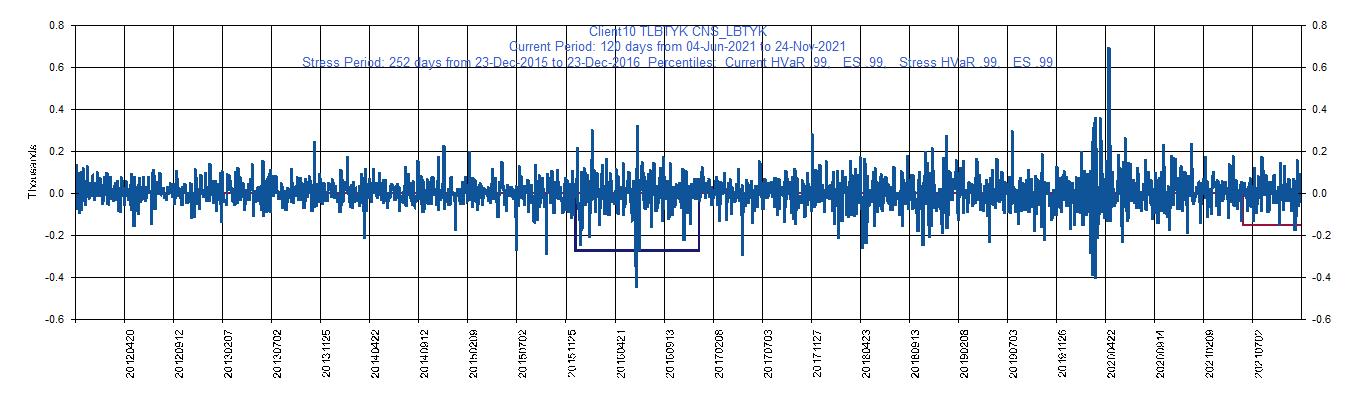 Client10 TLBTYK CNS_LBTYK
Current Period: 120 days from 04-Jun-2021 to 24-Nov-2021
Stress Period: 252 days from 23-Dec-2015 to 23-Dec-2016 Percentiles: Current HVaR .99, ES .99, Stress HVaR .99, ES .99
0.8 0.8
0.6 0.6
0.4 0.4
0.2 0.2
0.0 0.0
-0.2 -0.2
-0.4 -0.4
-0.6 -0.6
Thousands
20120420 20120912 20130207 20130702 20131125 20140422 20140912 20150209 20150702 20151125 20160421 20160913 20170208 20170703 20171127 20180423 20180913 20190208 20190703 20191126 20200422 20200914 20210209 20210702